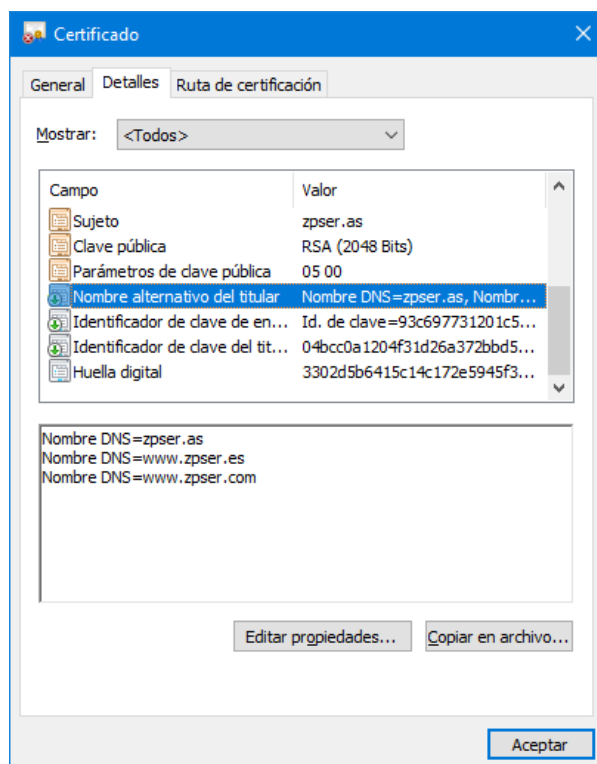 Certificado
General Detalles Ruta de certificación
Mostrar: <Todos>
Campo Valor
Sujeto zpser.as
Clave pública RSA (2048 Bits)
Parámetros de clave pública 05 00
Nombre alternativo del titular Nombre DNS=zpser.as, Nombr...
Identificador de clave de en... Id. de clave=93c697731201c5...
Identificador de clave del tit... 04bcc0a1204f31d26a372bbd5...
Huella digital 3302d5b6415c14c172e5945f3...
Nombre DNS=zpser.as
Nombre DNS=www.zpser.es
Nombre DNS=www.zpser.com
Editar propiedades... Copiar en archivo...
Aceptar